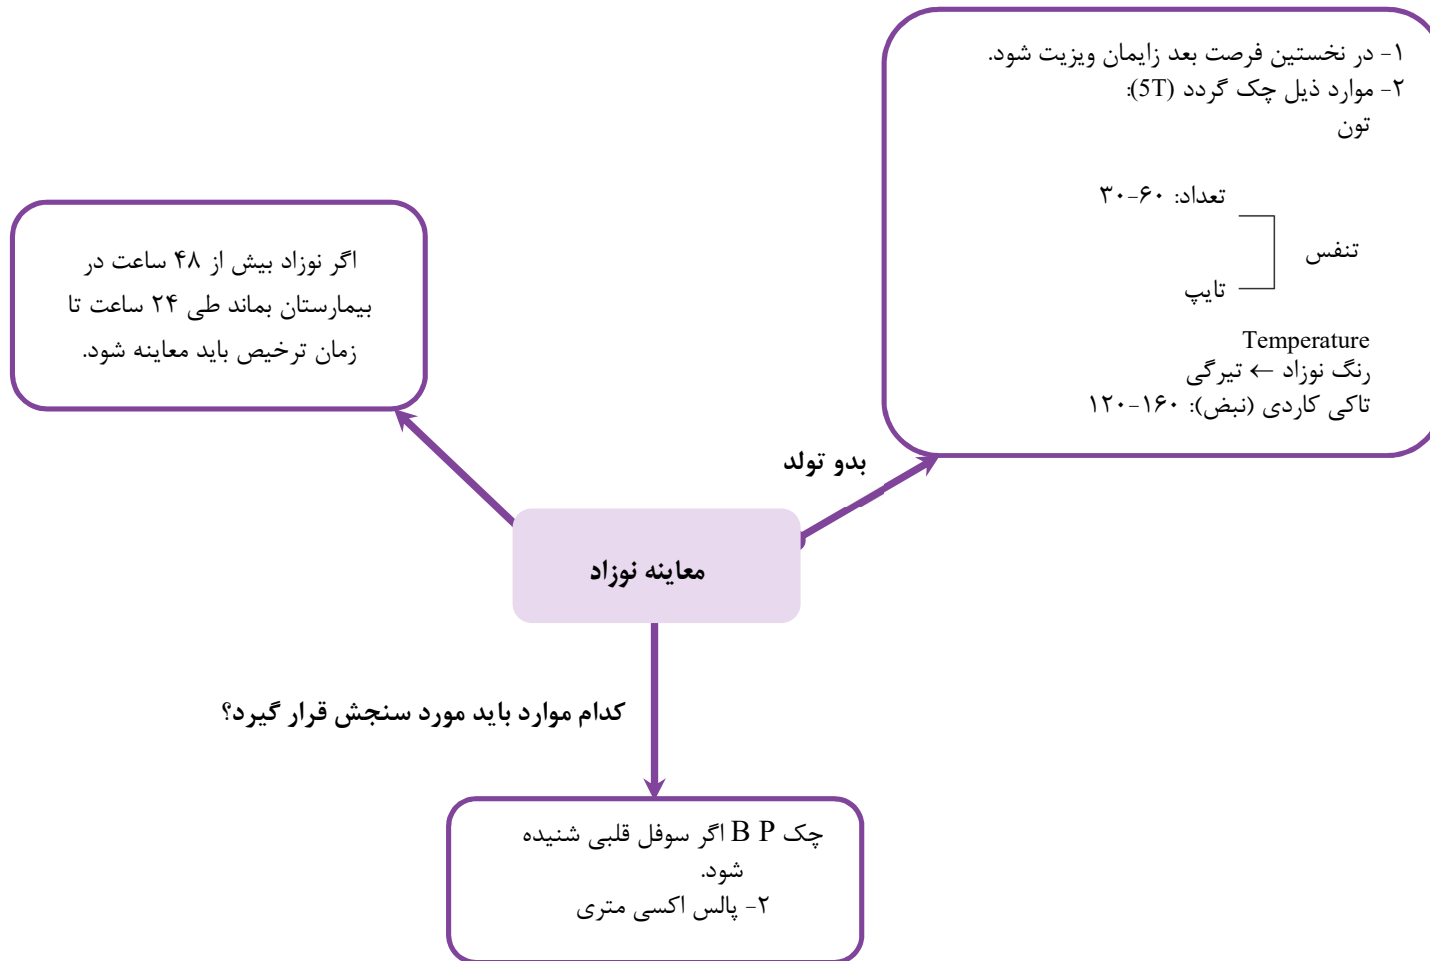 ۱- در نخستین فرصت بعد زایمان ویزیت شود.
۲- موارد ذیل چک گردد (5T):
تون
تعداد: ۶۰-۳۰
تنفس
تایپ
Temperature
رنگ نوزاد ← تیرگی
تاکی کاردی (نبض): ۱۶۰-۱۲۰
اگر نوزاد بیش از ۴۸ ساعت در
بیمارستان بماند طی ۲۴ ساعت تا
زمان ترخیص باید معاینه شود.
بدو تولد
معاینه نوزاد
کدام موارد باید مورد سنجش قرار گیرد؟
چک B P اگر سوفل قلبی شنیده
شود.
۲- پالس اکسی متری